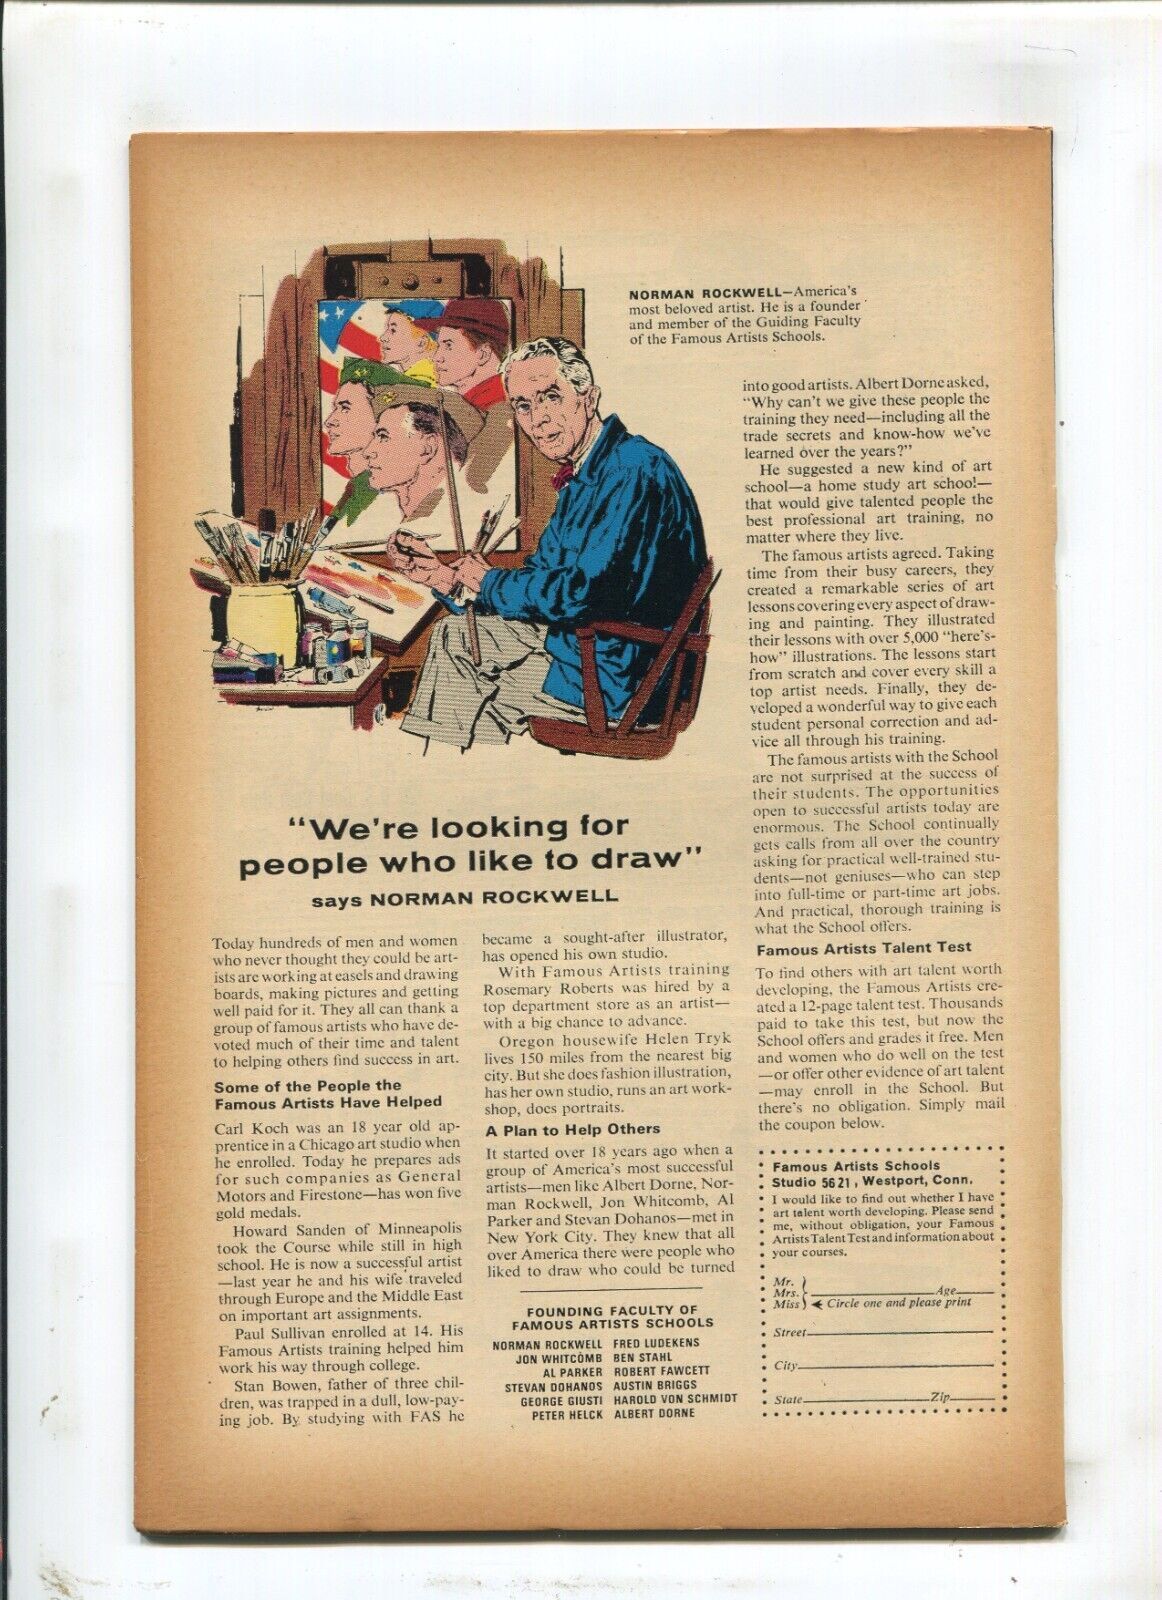 NORMAN ROCKWELL—America's
most beloved artist. He is a founder
and member of the Guiding Faculty
of the Famous Artists Schools.
"We're looking for
people who like to draw"
says NORMAN ROCKWELL
Today hundreds of men and women
who never thought they could be art-
ists are working at easels and drawing
boards, making pictures and getting
well paid for it. They all can thank a
group of famous artists who have de-
voted much of their time and talent
to helping others find success in art.
Some of the People the
Famous Artists Have Helped
Carl Koch was an 18 year old ap-
prentice in a Chicago art studio when
he enrolled. Today he prepares ads
for such companies as General
Motors and Firestone—has won five
gold medals.
Howard Sanden of Minneapolis
took the Course while still in high
school. He is now a successful artist
—last year he and his wife traveled
through Europe and the Middle East
on important art assignments.
Paul Sullivan enrolled at 14. His
Famous Artists training helped him
work his way through college.
Stan Bowen, father of three chil-
dren, was trapped in a dull, low-pay-
ing job. By studying with FAS he
became a sought-after illustrator,
has opened his own studio.
With Famous Artists training
Rosemary Roberts was hired by a
top department store as an artist—
with a big chance to advance.
Oregon housewife Helen Tryk
lives 150 miles from the nearest big
city. But she does fashion illustration,
has her own studio, runs an art work-
shop, does portraits.
A Plan to Help Others
It started over 18 years ago when a
group of America's most successful
artists—men like Albert Dorne, Nor-
man Rockwell, Jon Whitcomb, Al
Parker and Stevan Dohanos—met in
New York City. They knew that all
over America there were people who
liked to draw who could be turned
FOUNDING FACULTY OF
FAMOUS ARTISTS SCHOOLS
NORMAN ROCKWELL FRED LUDEKENS
JON WHITCOMB BEN STAHL
AL PARKER ROBERT FAWCETT
STEVAN DOHANOS AUSTIN BRIGGS
GEORGE GIUSTI HAROLD VON SCHMIDT
PETER HELCK ALBERT DORNE
into good artists. Albert Dorne asked,
"Why can't we give these people the
training they need—including all the
trade secrets and know-how we've
learned over the years?"
He suggested a new kind of art
school—a home study art school—
that would give talented people the
best professional art training, no
matter where they live.
The famous artists agreed. Taking
time from their busy careers, they
created a remarkable series of art
lessons covering every aspect of draw-
ing and painting. They illustrated
their lessons with over 5,000 "here's-
how" illustrations. The lessons start
from scratch and cover every skill a
top artist needs. Finally, they de-
veloped a wonderful way to give each
student personal correction and ad-
vice all through his training.
The famous artists with the School
are not surprised at the success of
their students. The opportunities
open to successful artists today are
enormous. The School continually
gets calls from all over the country
asking for practical well-trained stu-
dents—not geniuses—who can step
into full-time or part-time art jobs.
And practical, thorough training is
what the School offers.
Famous Artists Talent Test
To find others with art talent worth
developing, the Famous Artists cre-
ated a 12-page talent test. Thousands
paid to take this test, but now the
School offers and grades it free. Men
and women who do well on the test
—or offer other evidence of art talent
—may enroll in the School. But
there's no obligation. Simply mail
the coupon below.
Famous Artists Schools
Studio 5621, Westport, Conn.
I would like to find out whether I have
art talent worth developing. Please send
me, without obligation, your Famous
Artists Talent Test and information about
your courses.
Mr.
Mrs. Age
Miss Circle one and please print
Street
City
State Zip